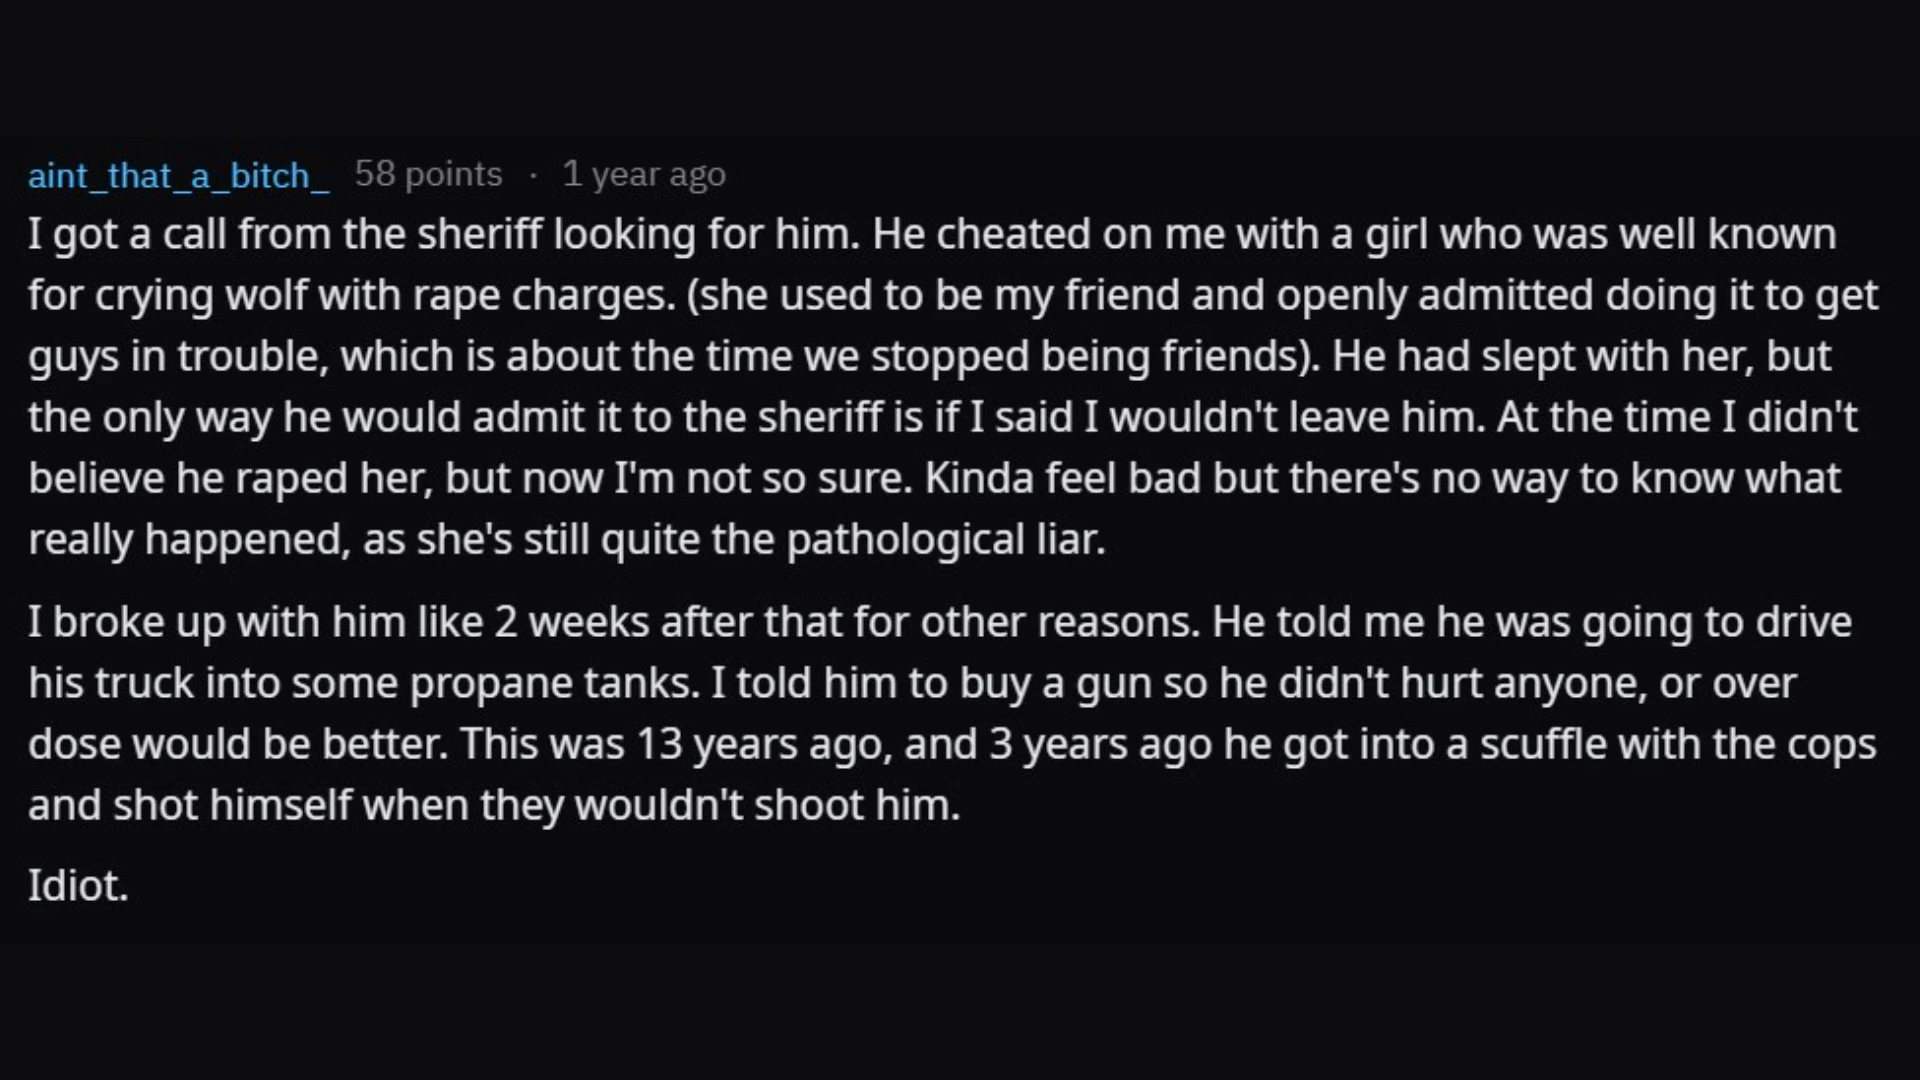 aint_that_a_bitch_ 58 points · 1 year ago
I got a call from the sheriff looking for him. He cheated on me with a girl who was well known
for crying wolf with rape charges. (she used to be my friend and openly admitted doing it to get
guys in trouble, which is about the time we stopped being friends). He had slept with her, but
the only way he would admit it to the sheriff is if I said I wouldn't leave him. At the time I didn't
believe he raped her, but now I'm not so sure. Kinda feel bad but there's no way to know what
really happened, as she's still quite the pathological liar.
I broke up with him like 2 weeks after that for other reasons. He told me he was going to drive
his truck into some propane tanks. I told him to buy a gun so he didn't hurt anyone, or over
dose would be better. This was 13 years ago, and 3 years ago he got into a scuffle with the cops
and shot himself when they wouldn't shoot him.
Idiot.